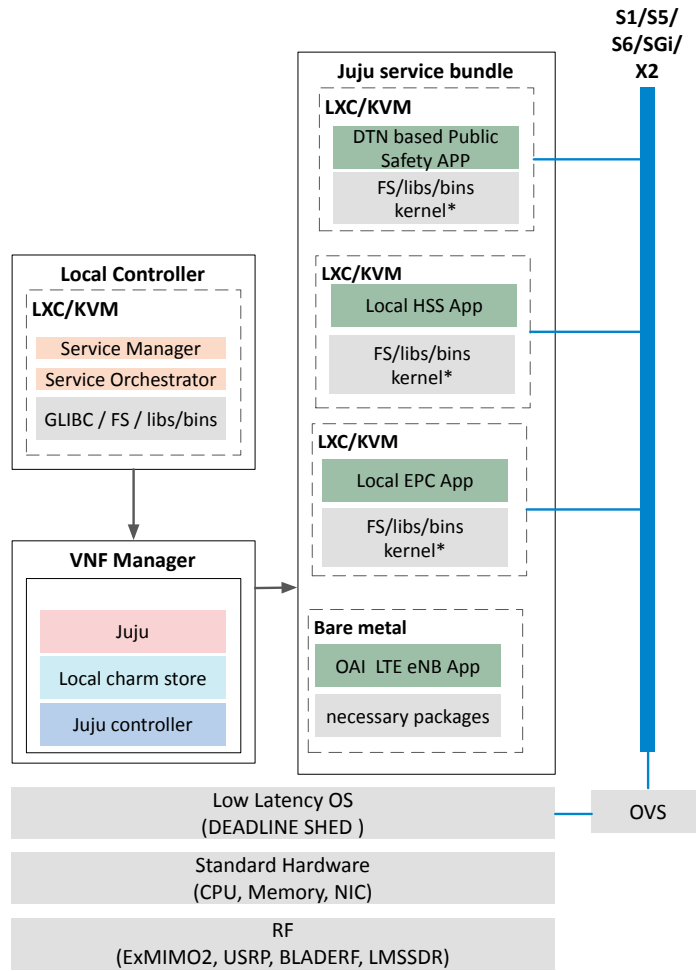 S1/S5/
S6/SGi/
X2
Juju service bundle
LXC/KVM
DTN based Public
Safety APP
FS/libs/bins
kernel*
Local Controller
LXC/KVM
Service Manager
Service Orchestrator
GLIBC / FS / libs/bins
LXC/KVM
Local HSS App
FS/libs/bins
kernel*
LXC/KVM
Local EPC App
FS/libs/bins
kernel*
VNF Manager
Juju
Local charm store
Juju controller
Bare metal
OAI LTE eNB App
necessary packages
Low Latency OS
(DEADLINE SHED )
OVS
Standard Hardware
(CPU, Memory, NIC)
RF
(ExMIMO2, USRP, BLADERF, LMSSDR)